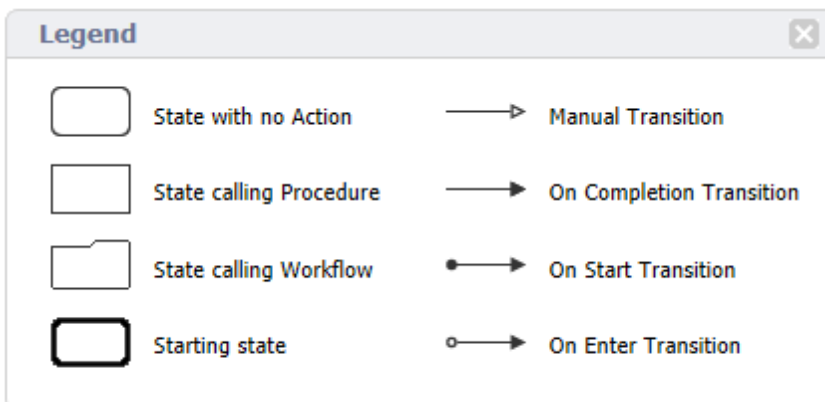 Legend
State with no Action
Manual Transition
State calling Procedure
On Completion Transition
State calling Workflow
On Start Transition
Starting state
On Enter Transition